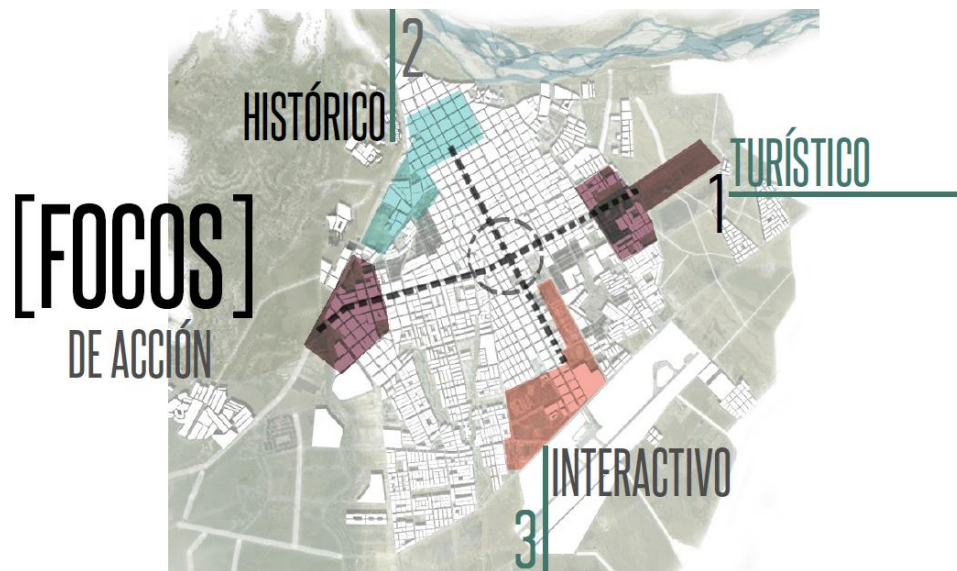 2
HISTÓRICO
TURÍSTICO
1
[FOCOS]
DE ACCIÓN
INTERACTIVO
3